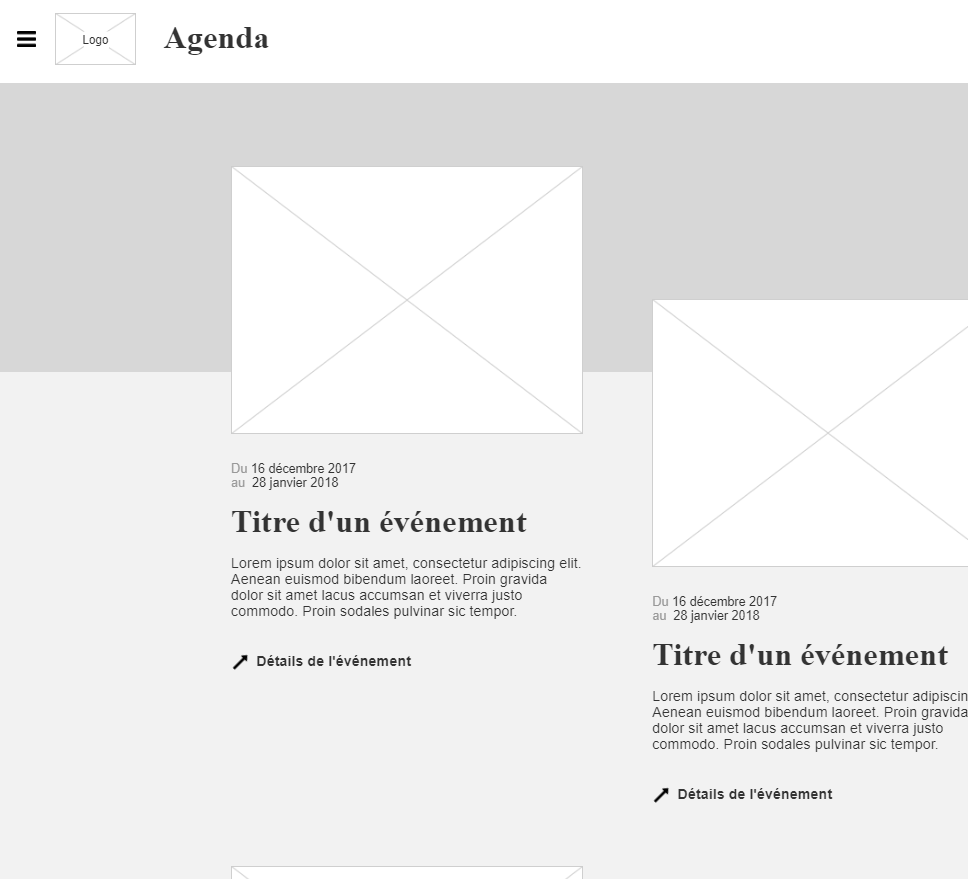 Logo
Agenda
Du 16 décembre 2017
au 28 janvier 2018
Titre d'un événement
Lorem ipsum dolor sit amet, consectetur adipiscing elit.
Aenean euismod bibendum laoreet. Proin gravida
dolor sit amet lacus accumsan et viverra justo
commodo. Proin sodales pulvinar sic tempor.
Détails de l'événement
Du 16 décembre 2017
au 28 janvier 2018
Titre d'un événement
Lorem ipsum dolor sit amet, consectetur adipiscin
Aenean euismod bibendum laoreet. Proin gravida
dolor sit amet lacus accumsan et viverra justo
commodo. Proin sodales pulvinar sic tempor.
Détails de l'événement